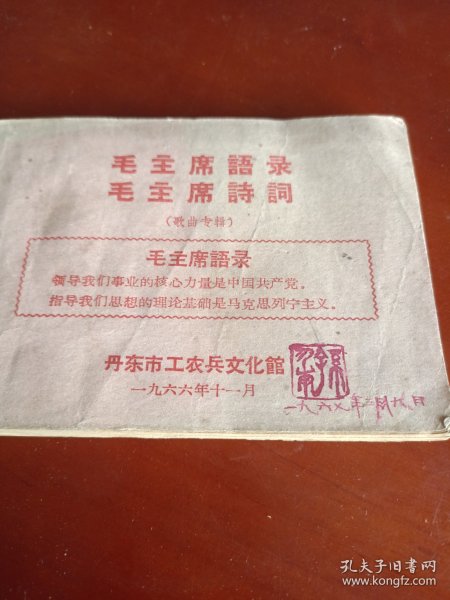 毛主席語录
毛主席詩詞
(歌曲专輯)
毛主席語录
领导我们事业的核心力量是中国共产党。
指导我们思想的理论基础是马克思列宁主义。
丹东市工农兵文化館
一九六六年十一月
孔夫子旧书网
www.kongfz.com